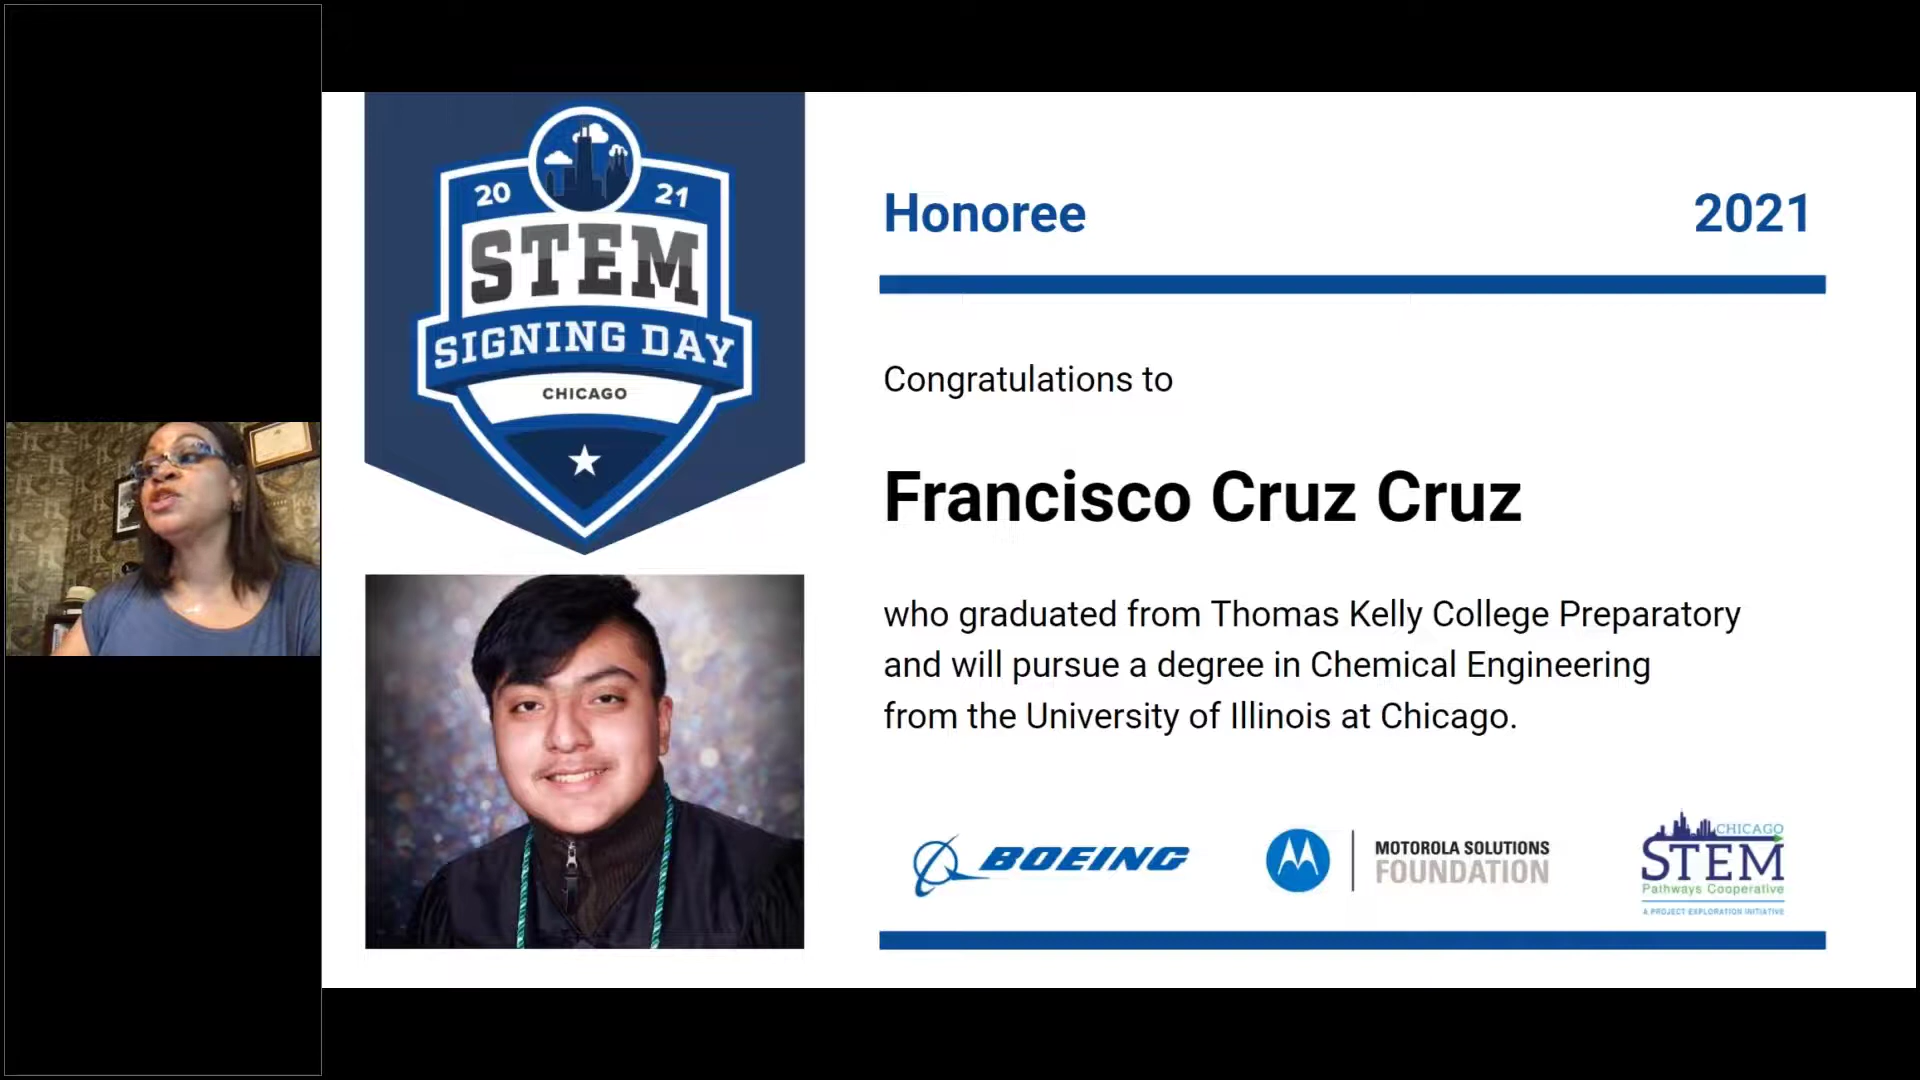 20 21
STEM
SIGNING DAY
CHICAGO
Honoree
2021
Congratulations to
Francisco Cruz Cruz
who graduated from Thomas Kelly College Preparatory
and will pursue a degree in Chemical Engineering
from the University of Illinois at Chicago.
BOEING
MOTOROLA SOLUTIONS
FOUNDATION
CHICAGO
STEM
Pathways Cooperative
A PROJECT EXPLORATION INITIATIVE